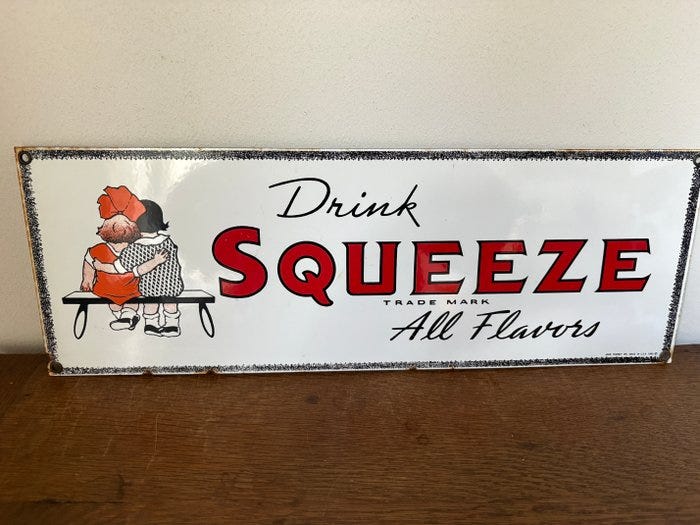 Drink
SQUEEZE
TRADE MARK
All Flavors